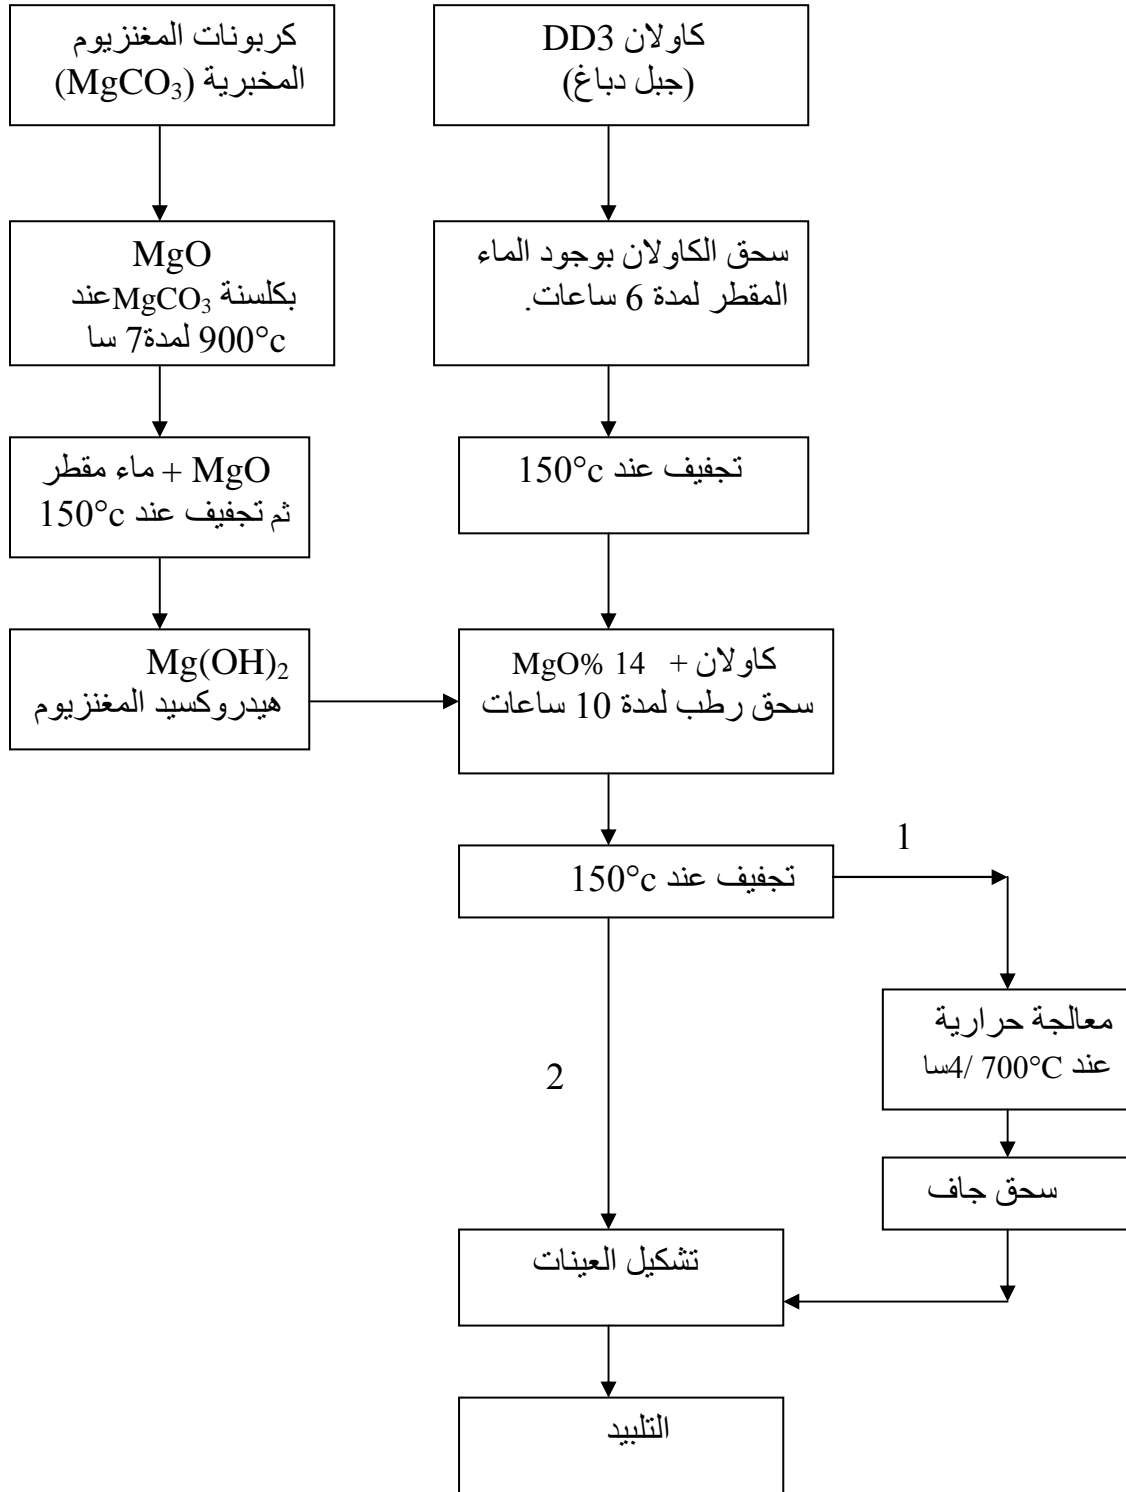 كربونات المغنزيوم
المخبرية (MgCO₃)
كاولان DD3
(جبل دباغ)
MgO
بكلسنة MgCO₃عند
900°c لمدة7 سا
سحق الكاولان بوجود الماء
المقطر لمدة 6 ساعات.
MgO + ماء مقطر
ثم تجفيف عند 150°c
تجفيف عند 150°c
Mg(OH)₂
هيدروكسيد المغنزيوم
كاولان + MgO% 14
سحق رطب لمدة 10 ساعات
تجفيف عند 150°c
1
معالجة حرارية
عند 700°C /4سا
2
سحق جاف
تشكيل العينات
التلبيد